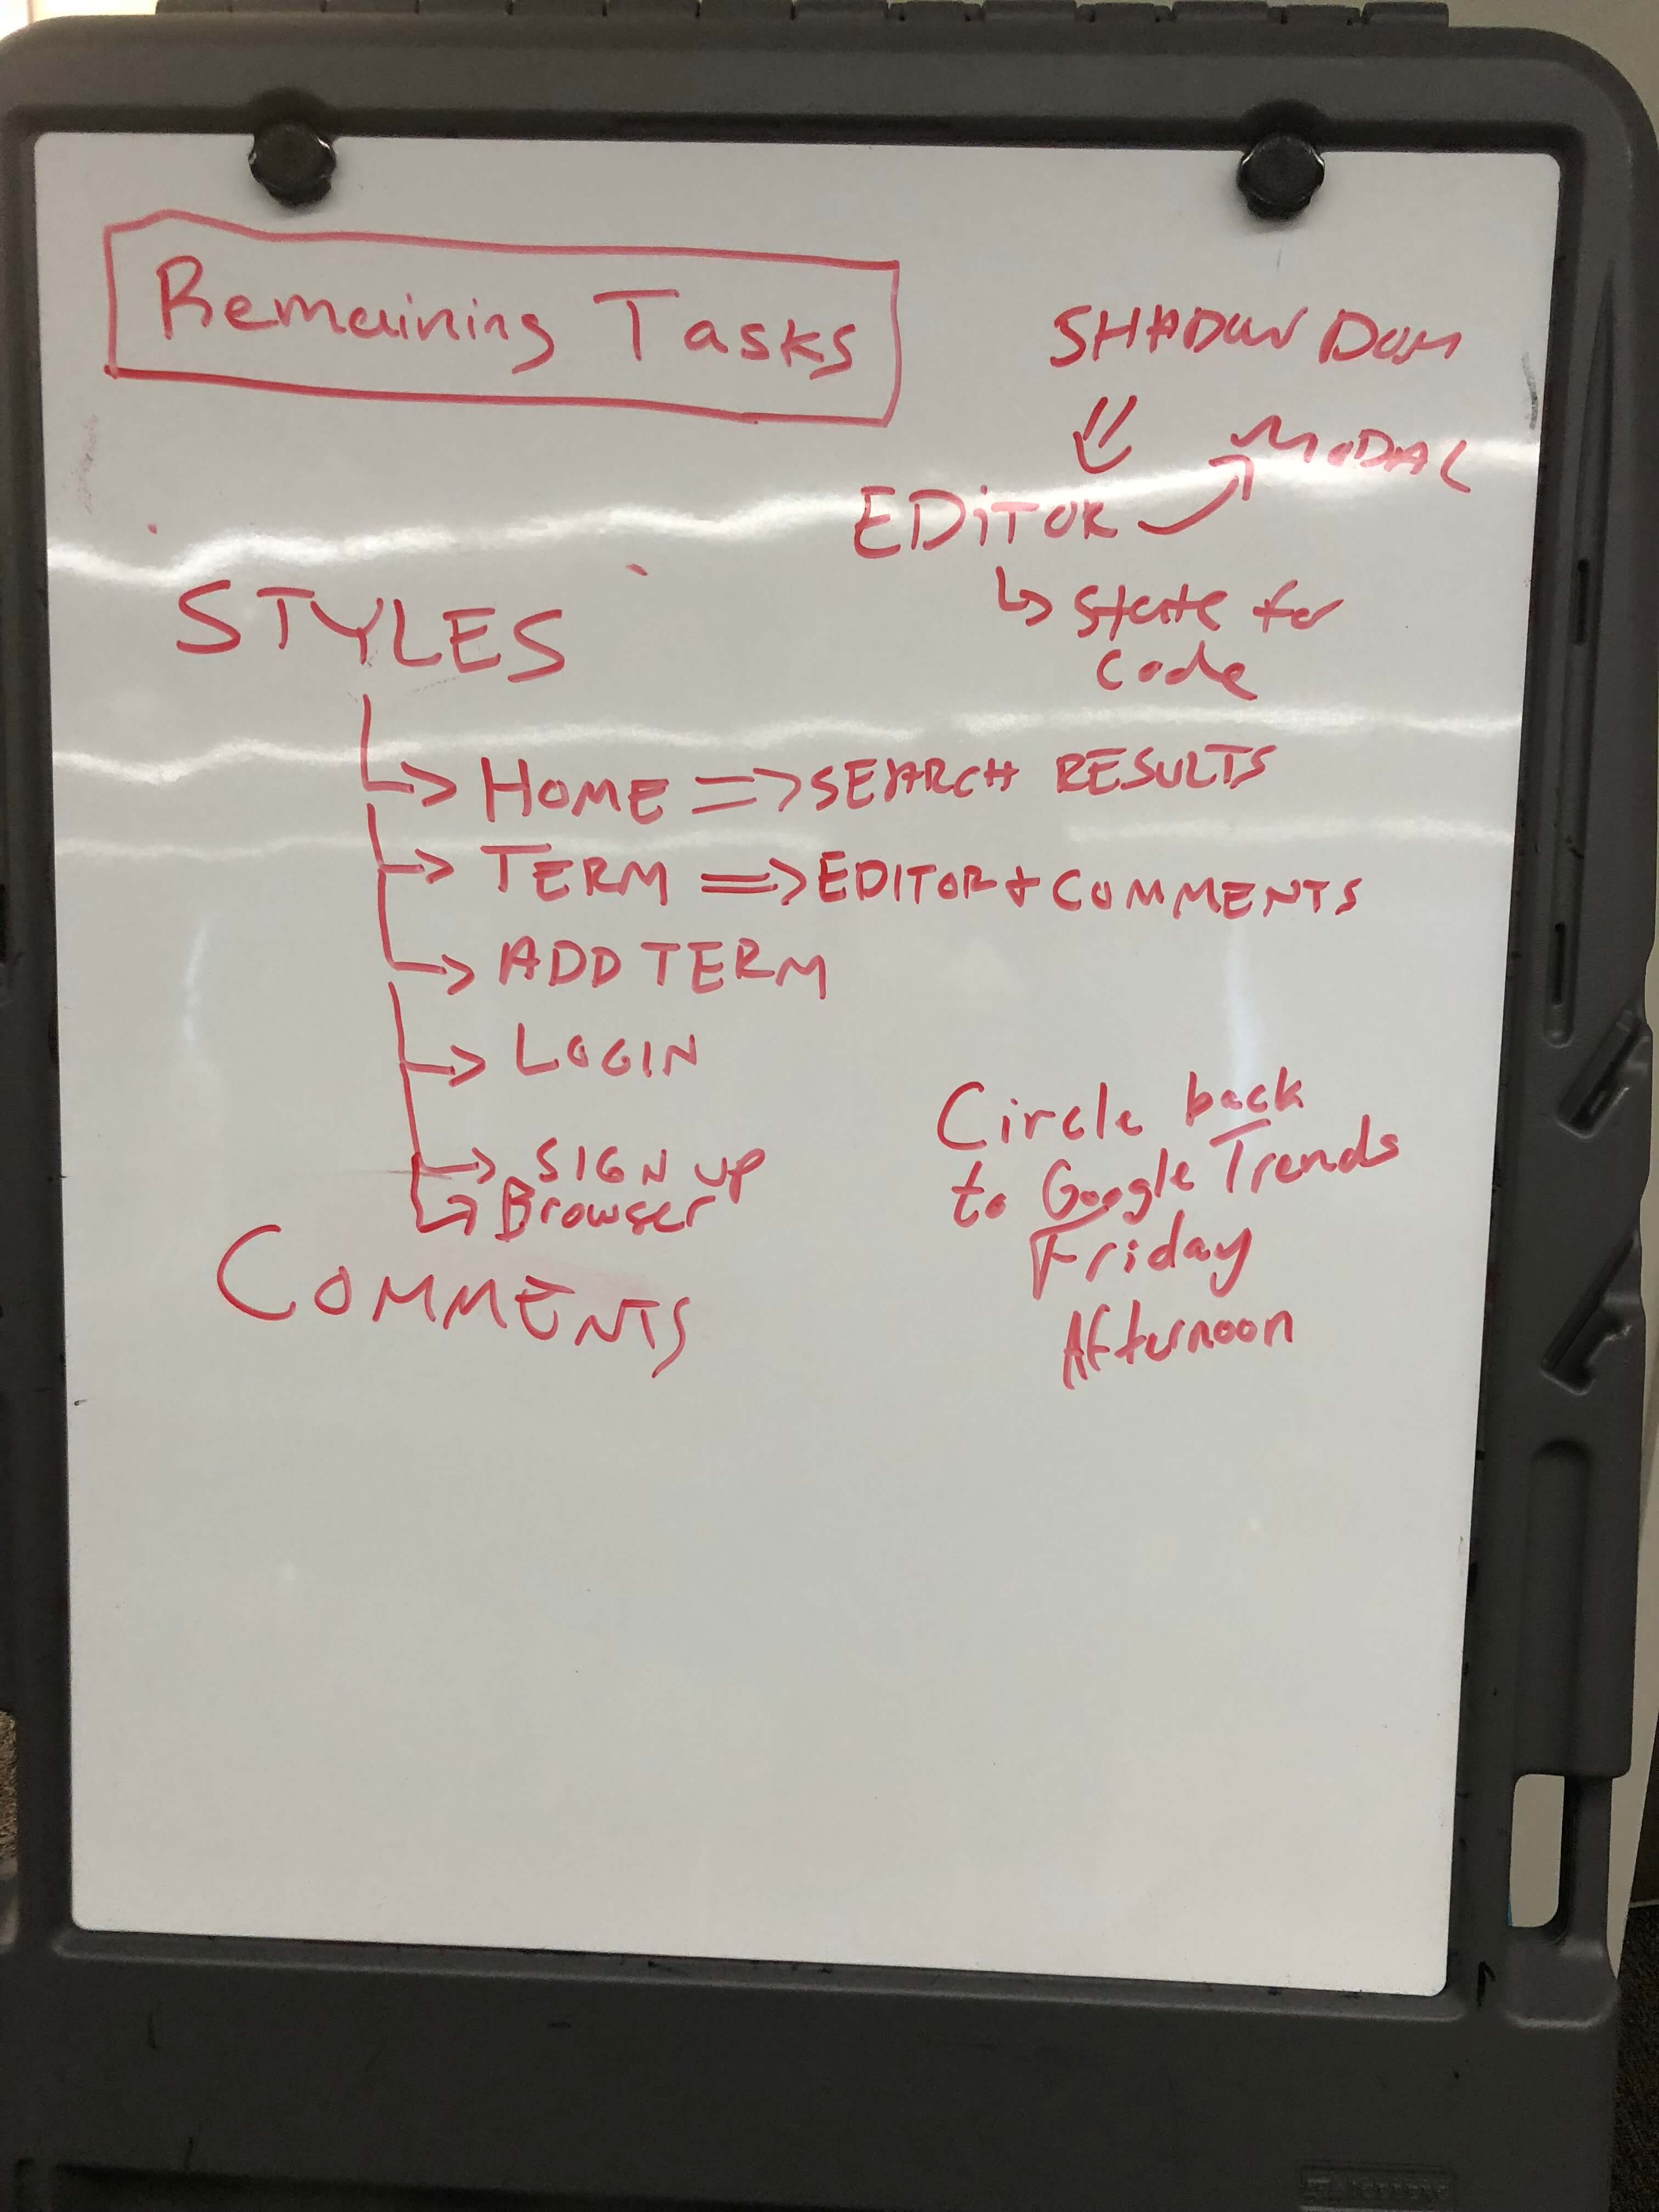 Remaining Tasks
SHADOW DOM
MODAL
EDiTOR
↳ State for
code
STYLES
HOME => SEARCH RESULTS
TERM => EDITOR + COMMENTS
ADD TERM
LOGIN
SIGN UP
Browser
COMMENTS
Circle back
to Google Trends
Friday
Afternoon